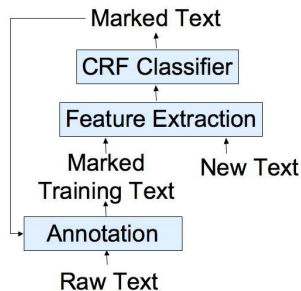 Marked Text
CRF Classifier
Feature Extraction
Marked
Training Text
New Text
Annotation
Raw Text